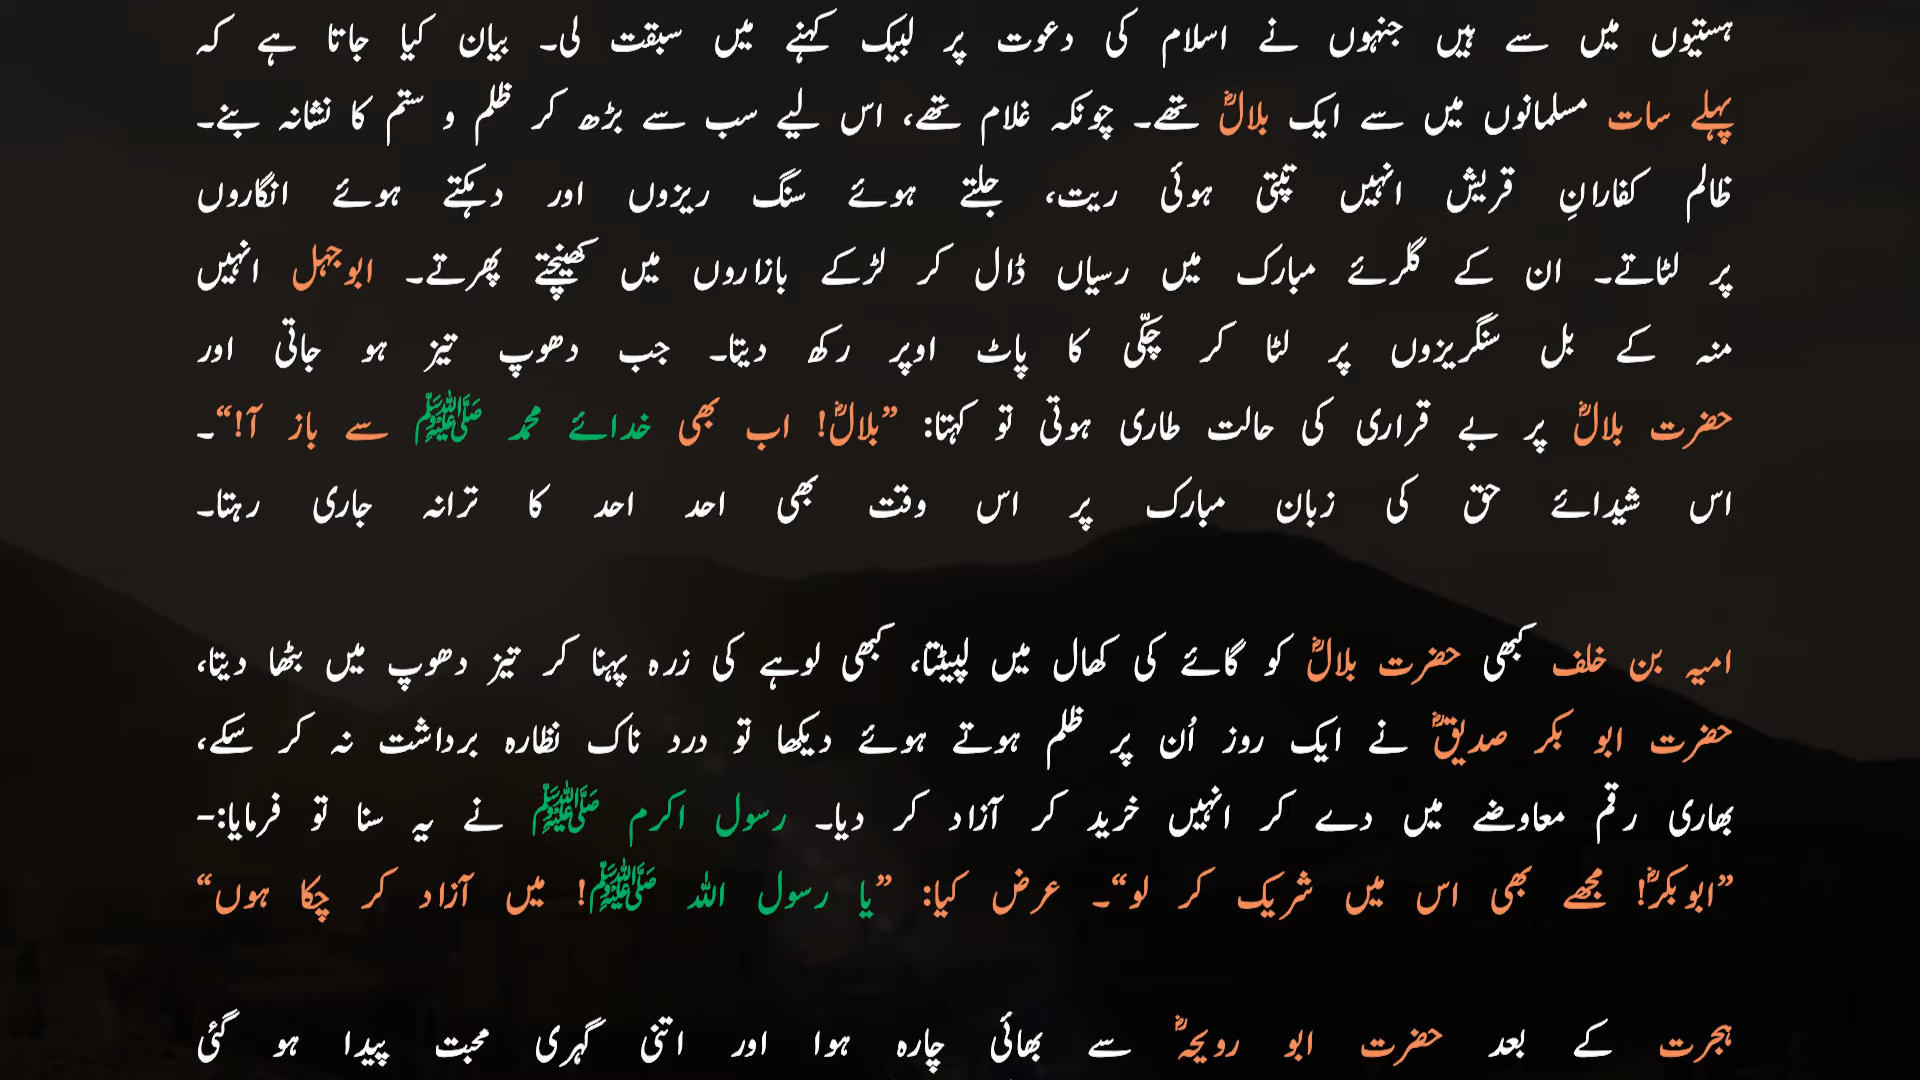 ہستیوں میں سے ہیں جنہوں نے اسلام کی دعوت پر لبیک کہنے میں سبقت لی۔ بیان کیا جاتا ہے کہ
پہلے سات مسلمانوں میں سے ایک بلالؓ تھے۔ چونکہ غلام تھے، اس لیے سب سے بڑھ کر ظلم و ستم کا نشانہ بنے۔
ظالم کفارانِ قریش انہیں تپتی ہوئی ریت، جلتے ہوئے سنگ ریزوں اور دہکتے ہوئے انگاروں
پر لٹاتے۔ ان کے گلرئے مبارک میں رسیاں ڈال کر لڑکے بازاروں میں کھینچتے پھرتے۔ ابوجہل انہیں
منہ کے بل سنگریزوں پر لٹا کر چکّی کا پاٹ اوپر رکھ دیتا۔ جب دھوپ تیز ہو جاتی اور
حضرت بلالؓ پر بے قراری کی حالت طاری ہوتی تو کہتا: ”بلالؓ! اب بھی خدائے محمد ﷺ سے باز آ!“۔
اس شیدائے حق کی زبان مبارک پر اس وقت بھی احد احد کا ترانہ جاری رہتا۔
امیہ بن خلف کبھی حضرت بلالؓ کو گائے کی کھال میں لپیٹتا، کبھی لوہے کی زرہ پہنا کر تیز دھوپ میں بٹھا دیتا،
حضرت ابو بکر صدیقؓ نے ایک روز اُن پر ظلم ہوتے ہوئے دیکھا تو درد ناک نظارہ برداشت نہ کر سکے،
بھاری رقم معاوضے میں دے کر انہیں خرید کر آزاد کر دیا۔ رسول اکرم ﷺ نے یہ سنا تو فرمایا:-
”ابوبکرؓ! مجھے بھی اس میں شریک کر لو“۔ عرض کیا: ”یا رسول اللہ ﷺ! میں آزاد کر چکا ہوں“
ہجرت کے بعد حضرت ابو رویحہؓ سے بھائی چارہ ہوا اور اتنی گہری محبت پیدا ہو گئی